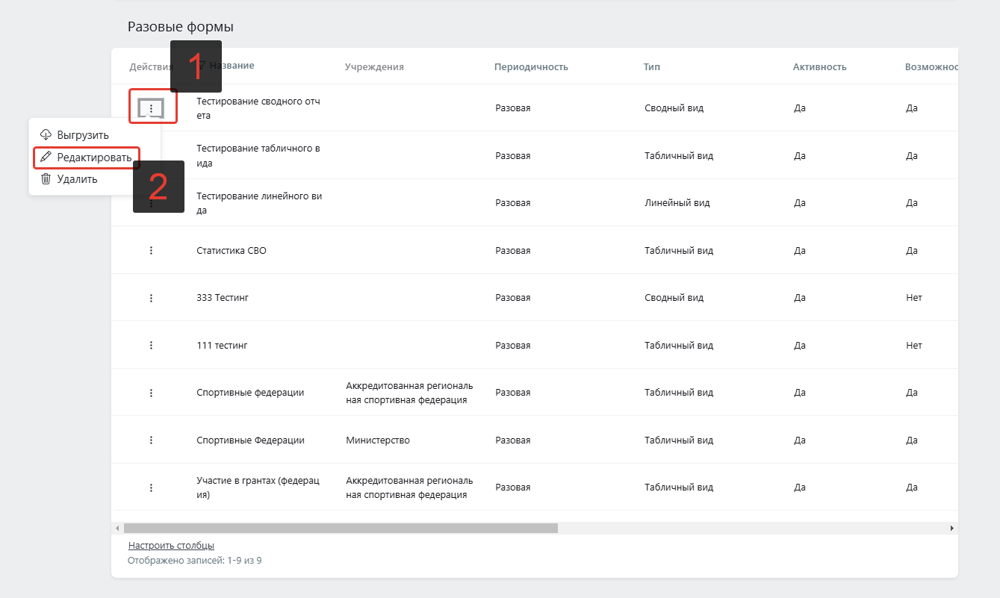 Разовые формы
Действия Название Учреждения Периодичность Тип Активность
1
Тестирование сводного отч
ета
Разовая Сводный вид Да Да
Выгрузить
Редактировать
Удалить
2
Тестирование табличного в
ида
Разовая Табличный вид Да Да
Тестирование линейного ви
да
Разовая Линейный вид Да Да
Статистика СВО Разовая Табличный вид Да Да
333 Тестинг Разовая Сводный вид Да Нет
111 тестинг Разовая Табличный вид Да Нет
Спортивные федерации
Аккредитованная региональ
ная спортивная федерация
Разовая Табличный вид Да Да
Спортивные Федерации Министерство Разовая Табличный вид Да Да
Участие в грантах (федерац
ия)
Аккредитованная региональ
ная спортивная федерация
Разовая Табличный вид Да Да
Настроить столбцы
Отображено записей: 1-9 из 9